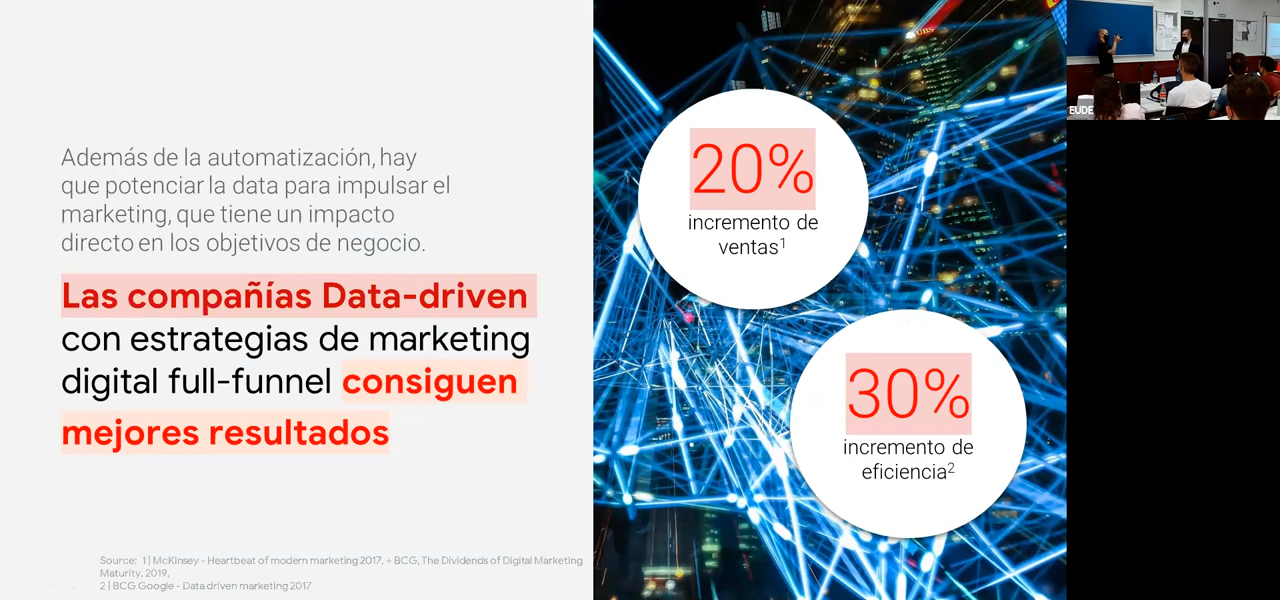 Además de la automatización, hay
que potenciar la data para impulsar el
marketing, que tiene un impacto
directo en los objetivos de negocio.
Las compañías Data-driven
con estrategias de marketing
digital full-funnel consiguen
mejores resultados
Source: 1 | McKinsey - Heartbeat of modern marketing 2017, + BCG, The Dividends of Digital Marketing
Maturity, 2019,
2 | BCG Google - Data driven marketing 2017
20%
incremento de
ventas¹
30%
incremento de
eficiencia²
UBS
EUDE